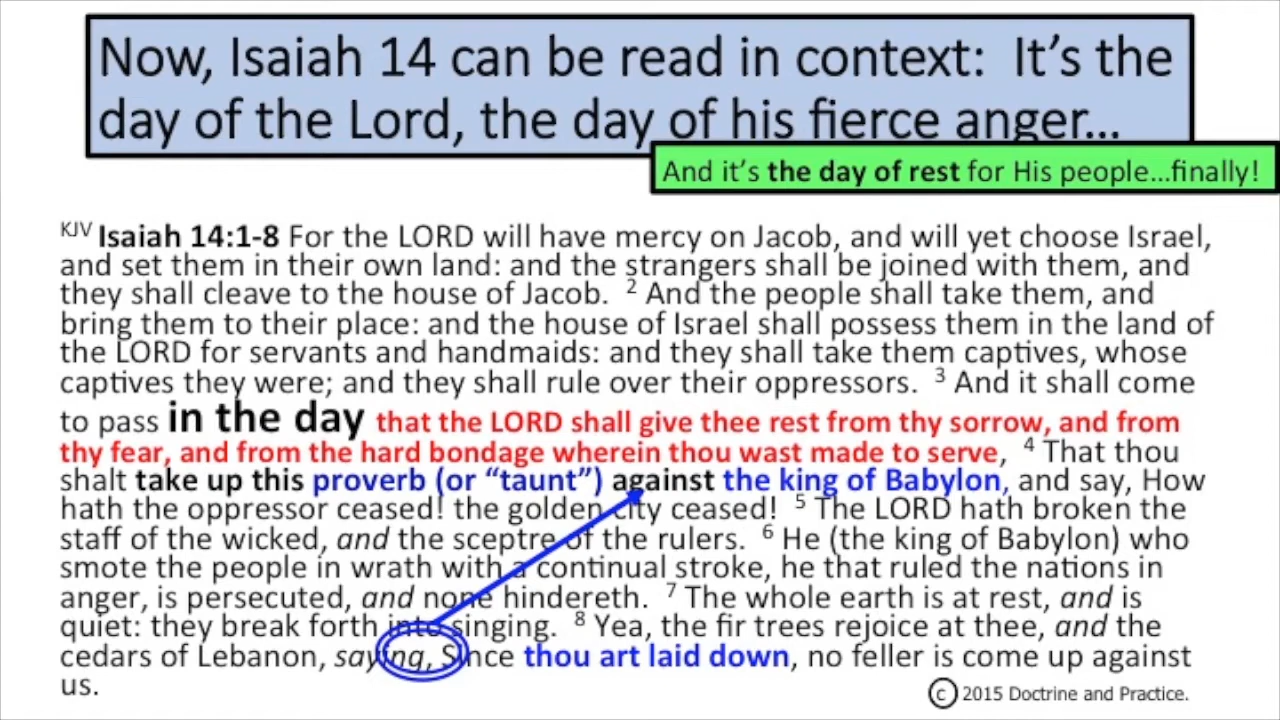 Now, Isaiah 14 can be read in context:  It’s the
day of the Lord, the day of his fierce anger...
And it’s the day of rest for His people...finally!
KJV Isaiah 14:1-8 For the LORD will have mercy on Jacob, and will yet choose Israel,
and set them in their own land: and the strangers shall be joined with them, and
they shall cleave to the house of Jacob.  2 And the people shall take them, and
bring them to their place: and the house of Israel shall possess them in the land of
the LORD for servants and handmaids: and they shall take them captives, whose
captives they were; and they shall rule over their oppressors.  3 And it shall come
to pass in the day that the LORD shall give thee rest from thy sorrow, and from
thy fear, and from the hard bondage wherein thou wast made to serve,  4 That thou
shalt take up this proverb (or “taunt”) against the king of Babylon, and say, How
hath the oppressor ceased! the golden city ceased!  5 The LORD hath broken the
staff of the wicked, and the sceptre of the rulers.  6 He (the king of Babylon) who
smote the people in wrath with a continual stroke, he that ruled the nations in
anger, is persecuted, and none hindereth.  7 The whole earth is at rest, and is
quiet: they break forth into singing.  8 Yea, the fir trees rejoice at thee, and the
cedars of Lebanon, saying, Since thou art laid down, no feller is come up against
us.
© 2015 Doctrine and Practice.